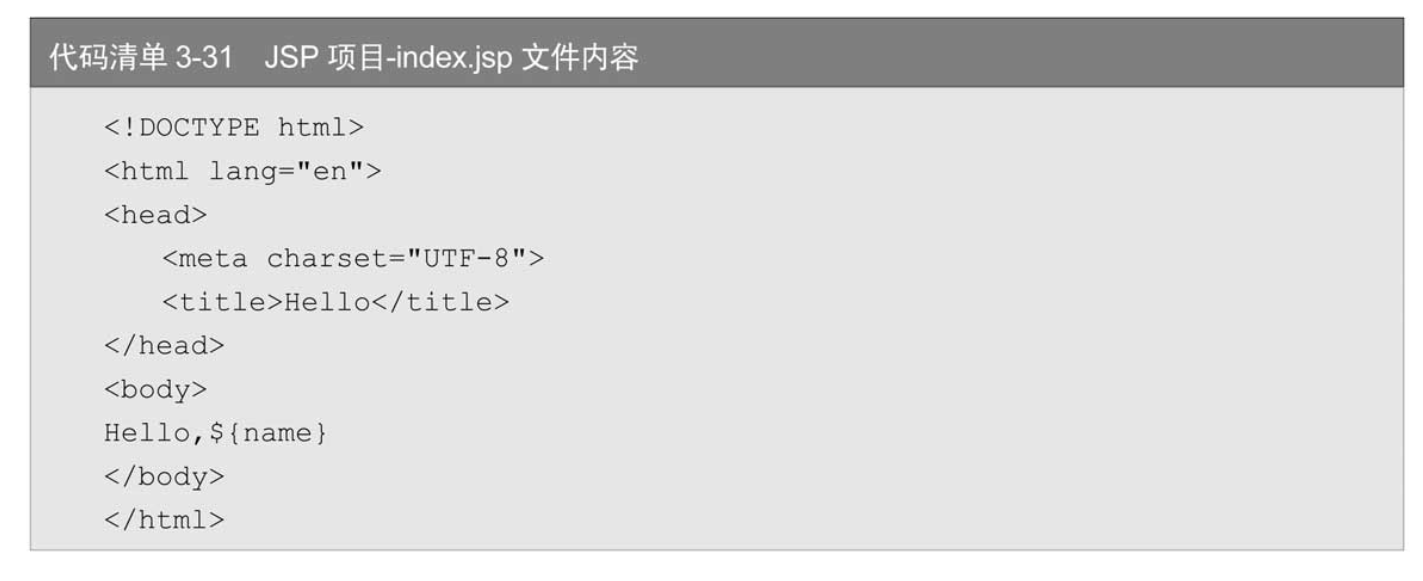 代码清单 3-31 JSP 项目-index.jsp 文件内容
<!DOCTYPE html>
<html lang="en">
<head>
    <meta charset="UTF-8">
    <title>Hello</title>
</head>
<body>
Hello,${name}
</body>
</html>